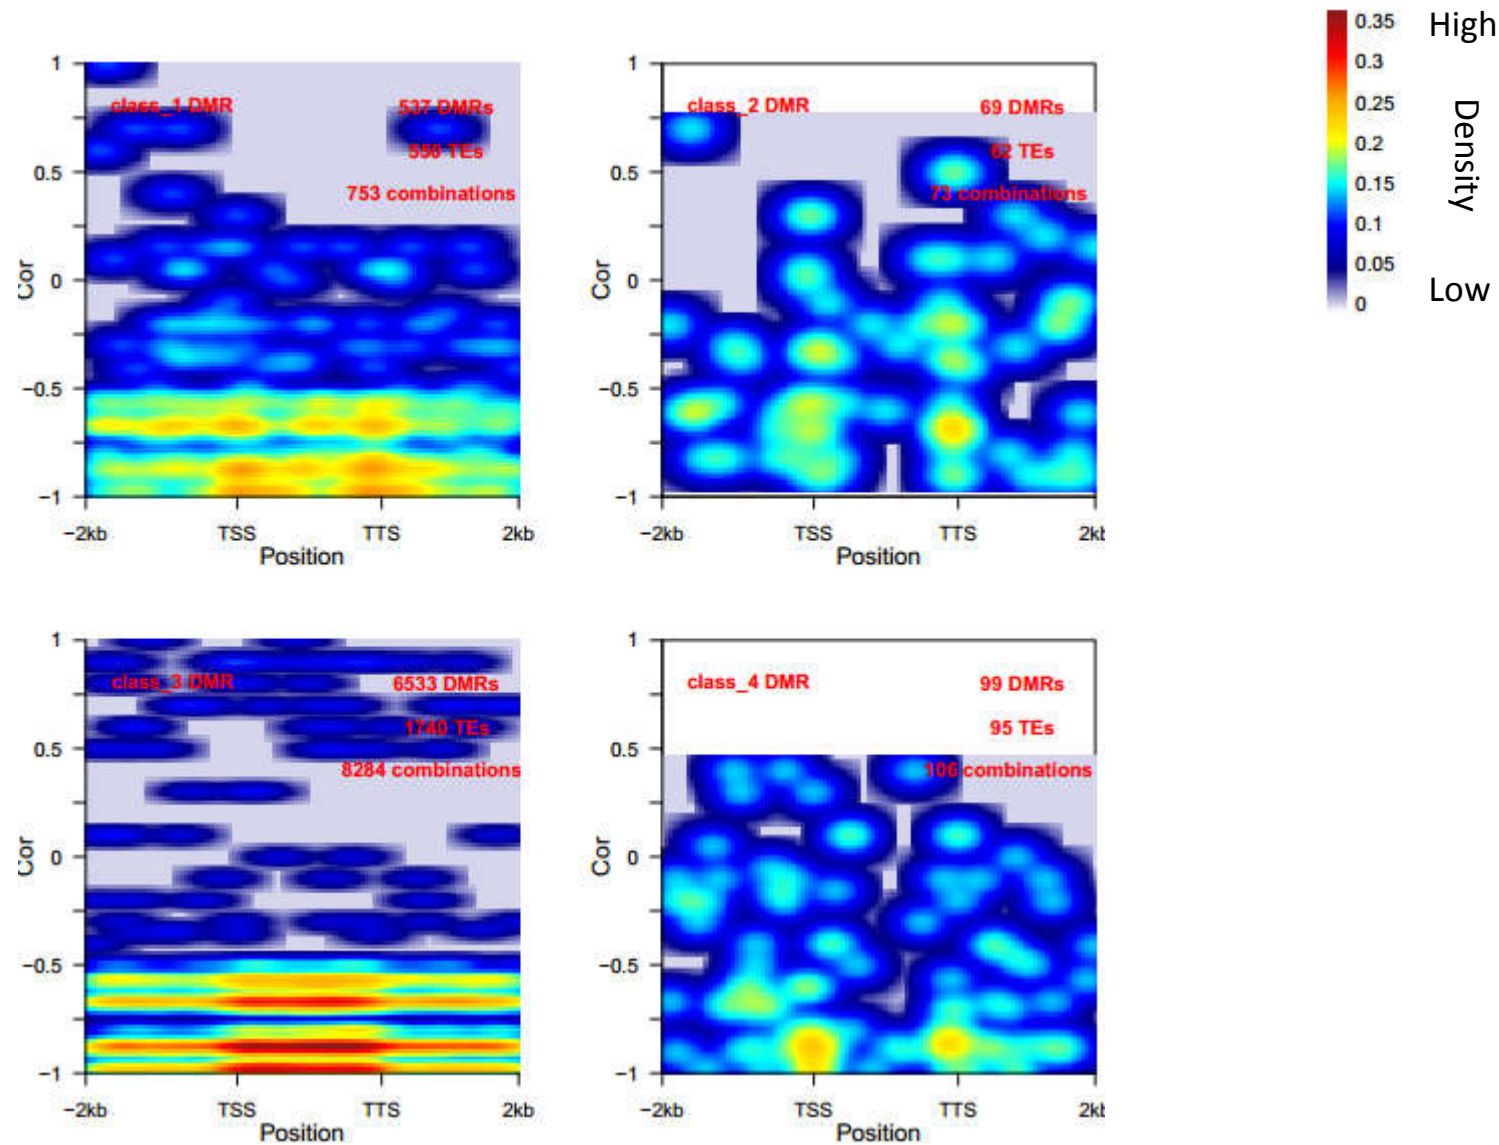 0.35
0.3
0.25
0.2
0.15
0.1
0.05
0
High
Density
Low
1
0.5
0
−0.5
−1
Cor
class_1 DMR
537 DMRs
556 TEs
753 combinations
−2kb TSS TTS 2kb
Position
1
0.5
0
−0.5
−1
Cor
class_2 DMR
69 DMRs
62 TEs
73 combinations
−2kb TSS TTS 2kb
Position
1
0.5
0
−0.5
−1
Cor
class_3 DMR
6533 DMRs
1740 TEs
8284 combinations
−2kb TSS TTS 2kb
Position
1
0.5
0
−0.5
−1
Cor
class_4 DMR
99 DMRs
95 TEs
106 combinations
−2kb TSS TTS 2kb
Position